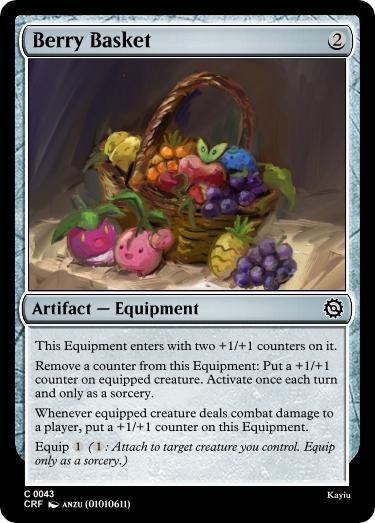 Berry Basket 2
Artifact — Equipment
This Equipment enters with two +1/+1 counters on it.
Remove a counter from this Equipment: Put a +1/+1
counter on equipped creature. Activate once each turn
and only as a sorcery.
Whenever equipped creature deals combat damage to
a player, put a +1/+1 counter on this Equipment.
Equip 1 (1: Attach to target creature you control. Equip
only as a sorcery.)
C 0043
CRF ANZU (01010611)
Kayiu